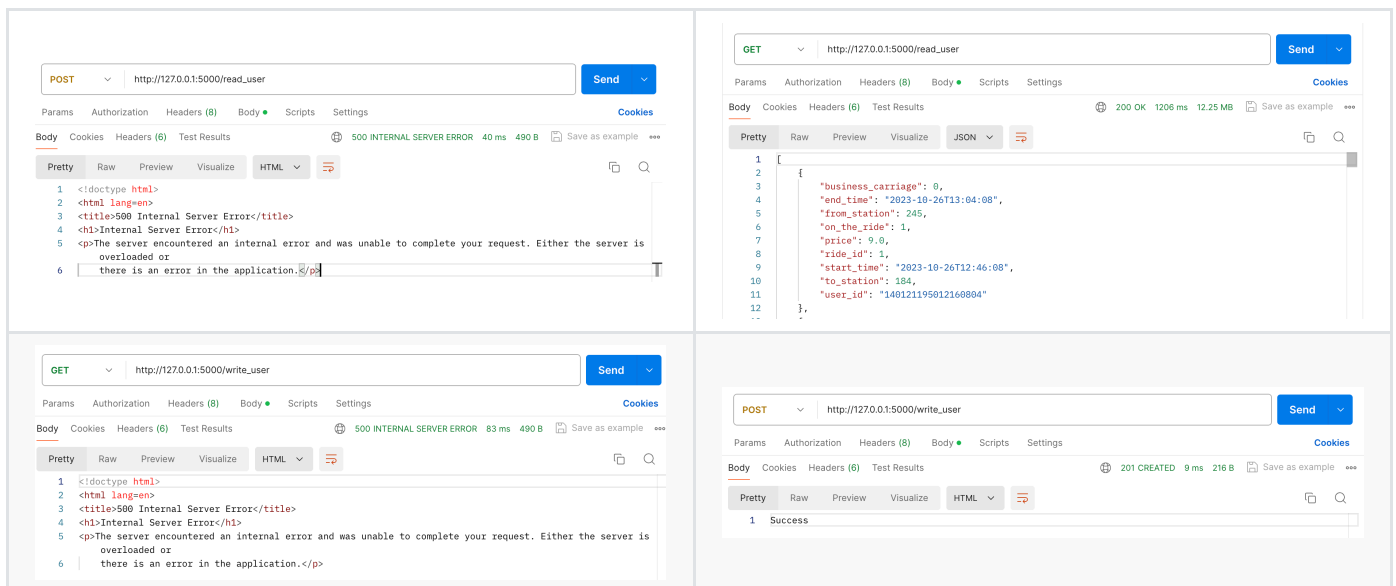 POST http://127.0.0.1:5000/read_user Send
Params Authorization Headers (8) Body Scripts Settings Cookies
Body Cookies Headers (6) Test Results 500 INTERNAL SERVER ERROR 40 ms 490 B Save as example
Pretty Raw Preview Visualize HTML
1 <!doctype html>
2 <html lang=en>
3 <title>500 Internal Server Error</title>
4 <h1>Internal Server Error</h1>
5 <p>The server encountered an internal error and was unable to complete your request. Either the server is
overloaded or
6 there is an error in the application.</p>
GET http://127.0.0.1:5000/read_user Send
Params Authorization Headers (8) Body Scripts Settings Cookies
Body Cookies Headers (6) Test Results 200 OK 1206 ms 12.25 MB Save as example
Pretty Raw Preview Visualize JSON
1 [
2 {
3 "business_carriage": 0,
4 "end_time": "2023-10-26T13:04:08",
5 "from_station": 245,
6 "on_the_ride": 1,
7 "price": 9.0,
8 "ride_id": 1,
9 "start_time": "2023-10-26T12:46:08",
10 "to_station": 184,
11 "user_id": "140121195012160804"
12 },
GET http://127.0.0.1:5000/write_user Send
Params Authorization Headers (8) Body Scripts Settings Cookies
Body Cookies Headers (6) Test Results 500 INTERNAL SERVER ERROR 83 ms 490 B Save as example
Pretty Raw Preview Visualize HTML
1 <!doctype html>
2 <html lang=en>
3 <title>500 Internal Server Error</title>
4 <h1>Internal Server Error</h1>
5 <p>The server encountered an internal error and was unable to complete your request. Either the server is
overloaded or
6 there is an error in the application.</p>
POST http://127.0.0.1:5000/write_user Send
Params Authorization Headers (8) Body Scripts Settings Cookies
Body Cookies Headers (6) Test Results 201 CREATED 9 ms 216 B Save as example
Pretty Raw Preview Visualize HTML
1 Success